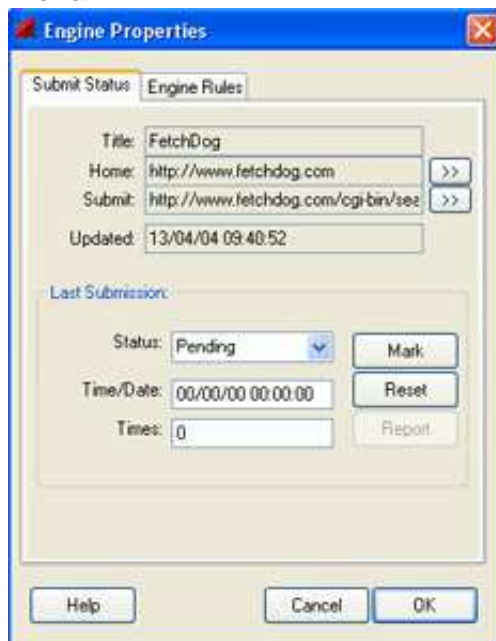 Engine Properties
Submit Status Engine Rules
Title: FetchDog
Home: http://www.fetchdog.com >>
Submit: http://www.fetchdog.com/cgi-bin/sea >>
Updated: 13/04/04 09:40:52
Last Submission:
Status: Pending Mark
Time/Date: 00/00/00 00:00:00 Reset
Times: 0 Report
Help Cancel OK